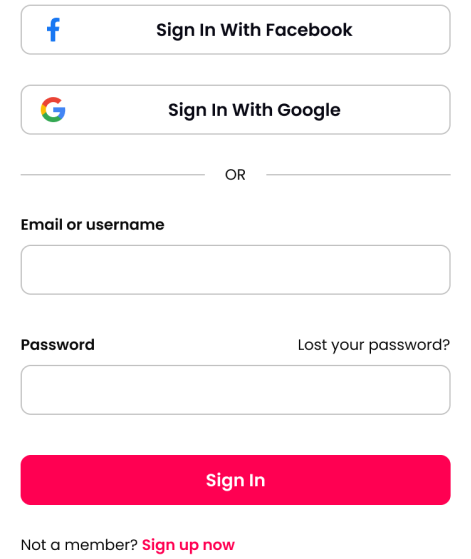 Sign In With Facebook
Sign In With Google
OR
Email or username
Password Lost your password?
Sign In
Not a member? Sign up now